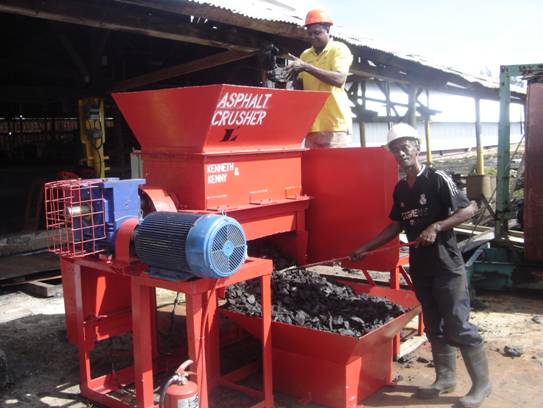 ASPHALT
CRUSHER
KENNETH
&
KENNY